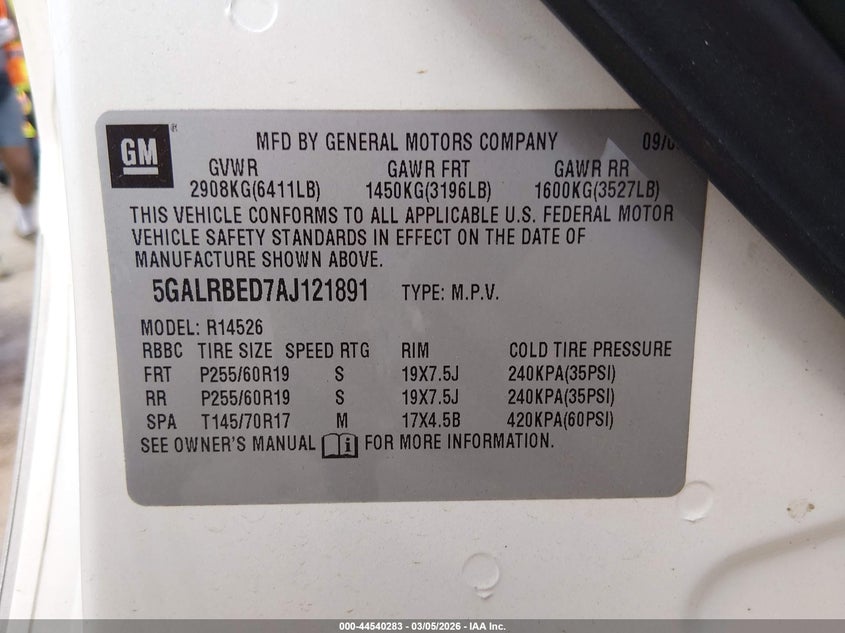 GM
MFD BY GENERAL MOTORS COMPANY
GVWR GAWR FRT GAWR RR
2908KG(6411LB) 1450KG(3196LB) 1600KG(3527LB)
THIS VEHICLE CONFORMS TO ALL APPLICABLE U.S. FEDERAL MOTOR
VEHICLE SAFETY STANDARDS IN EFFECT ON THE DATE OF
MANUFACTURE SHOWN ABOVE.
5GALRBED7AJ121891 TYPE: M.P.V.
MODEL: R14526
RBBC TIRE SIZE SPEED RTG RIM COLD TIRE PRESSURE
FRT P255/60R19 S 19X7.5J 240KPA(35PSI)
RR P255/60R19 S 19X7.5J 240KPA(35PSI)
SPA T145/70R17 M 17X4.5B 420KPA(60PSI)
SEE OWNER'S MANUAL FOR MORE INFORMATION.
000-44540283 - 03/05/2026 - IAA Inc.